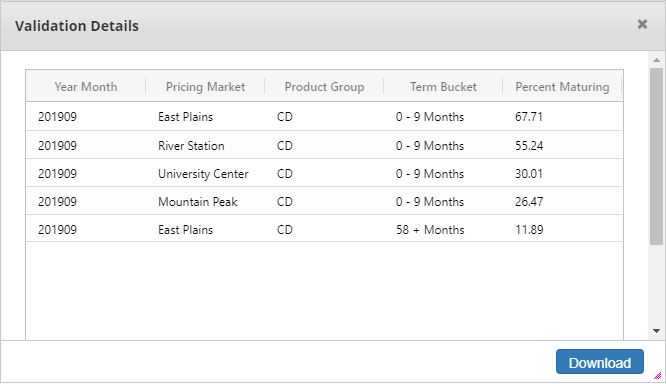 Validation Details
Year Month Pricing Market Product Group Term Bucket Percent Maturing
201909 East Plains CD 0 - 9 Months 67.71
201909 River Station CD 0 - 9 Months 55.24
201909 University Center CD 0 - 9 Months 30.01
201909 Mountain Peak CD 0 - 9 Months 26.47
201909 East Plains CD 58 + Months 11.89
Download